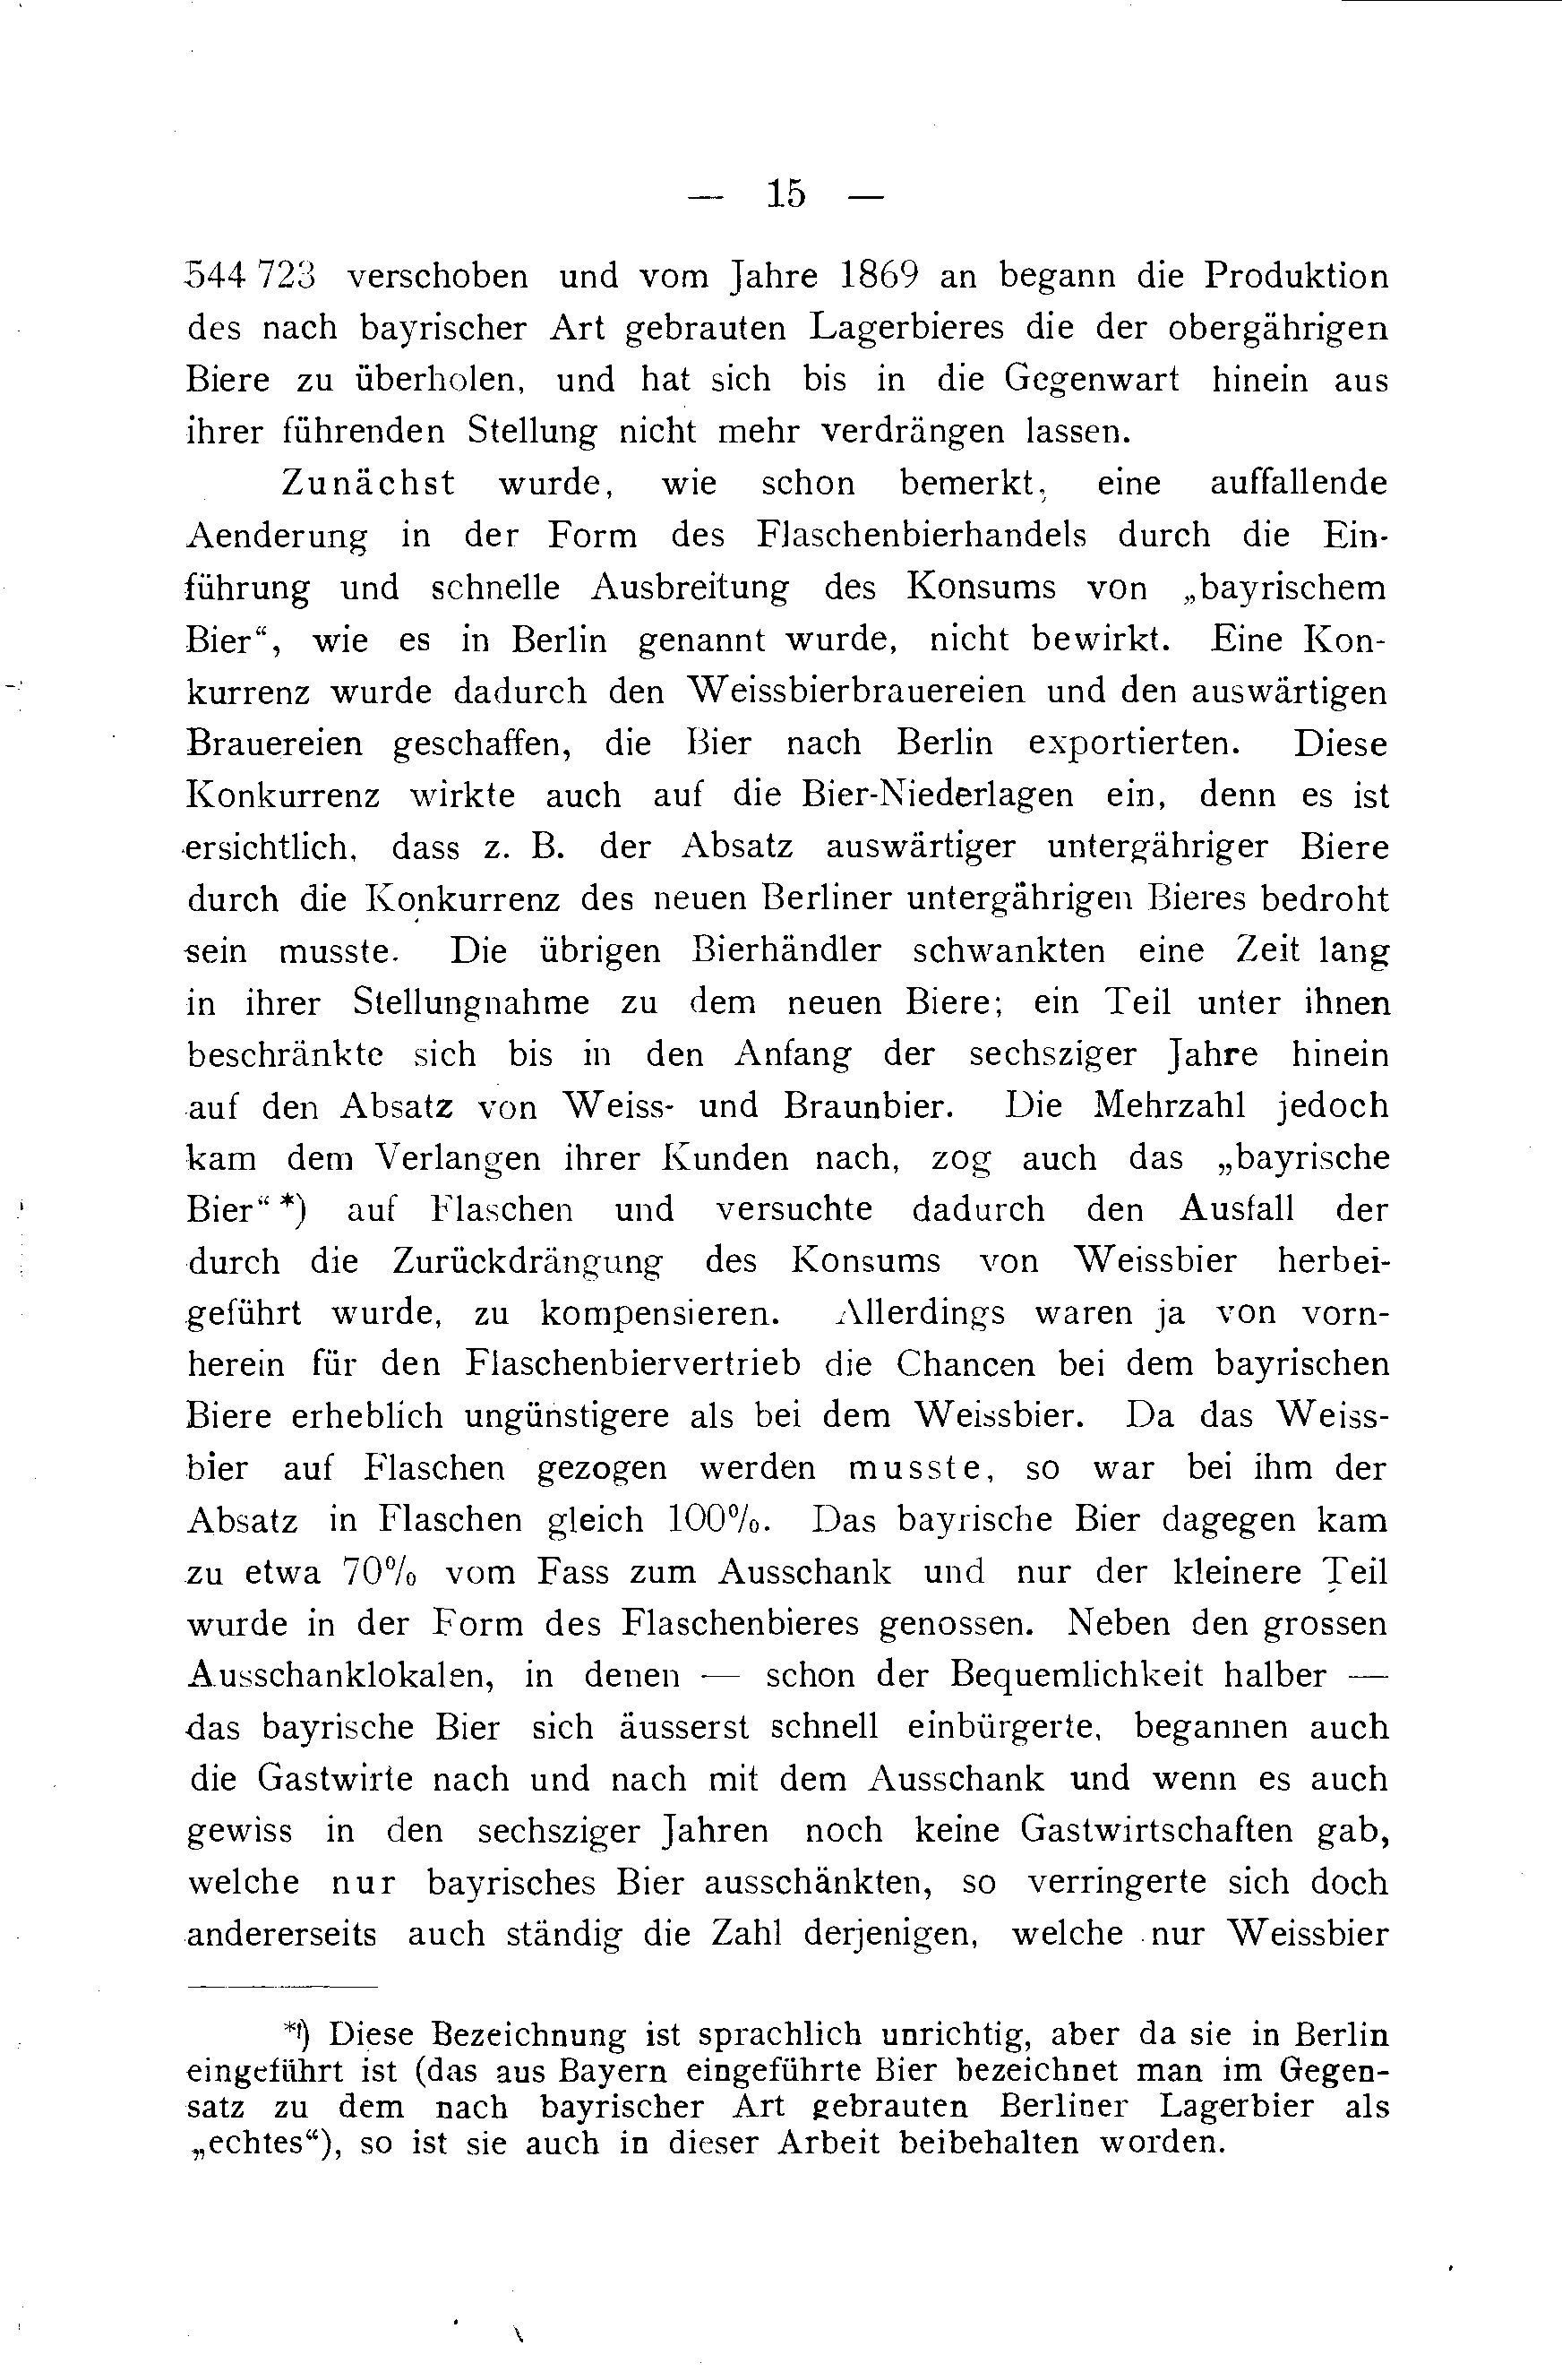 — 15 —
544 723 verschoben und vom Jahre 1869 an begann die Produktion
des nach bayrischer Art gebrauten Lagerbieres die der obergährigen
Biere zu überholen, und hat sich bis in die Gegenwart hinein aus
ihrer führenden Stellung nicht mehr verdrängen lassen.
Zunächst wurde, wie schon bemerkt, eine auffallende
Aenderung in der Form des Flaschenbierhandels durch die Ein-
führung und schnelle Ausbreitung des Konsums von „bayrischem
Bier“, wie es in Berlin genannt wurde, nicht bewirkt. Eine Kon-
kurrenz wurde dadurch den Weissbierbrauereien und den auswärtigen
Brauereien geschaffen, die Bier nach Berlin exportierten. Diese
Konkurrenz wirkte auch auf die Bier-Niederlagen ein, denn es ist
ersichtlich, dass z. B. der Absatz auswärtiger untergähriger Biere
durch die Konkurrenz des neuen Berliner untergährigen Bieres bedroht
sein musste. Die übrigen Bierhändler schwankten eine Zeit lang
in ihrer Stellungnahme zu dem neuen Biere; ein Teil unter ihnen
beschränkte sich bis in den Anfang der sechsziger Jahre hinein
auf den Absatz von Weiss- und Braunbier. Die Mehrzahl jedoch
kam dem Verlangen ihrer Kunden nach, zog auch das „bayrische
Bier“ *) auf Flaschen und versuchte dadurch den Ausfall der
durch die Zurückdrängung des Konsums von Weissbier herbei-
geführt wurde, zu kompensieren. Allerdings waren ja von vorn-
herein für den Flaschenbiervertrieb die Chancen bei dem bayrischen
Biere erheblich ungünstigere als bei dem Weissbier. Da das Weiss-
bier auf Flaschen gezogen werden musste, so war bei ihm der
Absatz in Flaschen gleich 100%. Das bayrische Bier dagegen kam
zu etwa 70% vom Fass zum Ausschank und nur der kleinere Teil
wurde in der Form des Flaschenbieres genossen. Neben den grossen
Ausschanklokalen, in denen — schon der Bequemlichkeit halber —
das bayrische Bier sich äusserst schnell einbürgerte, begannen auch
die Gastwirte nach und nach mit dem Ausschank und wenn es auch
gewiss in den sechsziger Jahren noch keine Gastwirtschaften gab,
welche nur bayrisches Bier ausschänkten, so verringerte sich doch
andererseits auch ständig die Zahl derjenigen, welche nur Weissbier
*) Diese Bezeichnung ist sprachlich unrichtig, aber da sie in Berlin
eingeführt ist (das aus Bayern eingeführte Bier bezeichnet man im Gegen-
satz zu dem nach bayrischer Art gebrauten Berliner Lagerbier als
„echtes“), so ist sie auch in dieser Arbeit beibehalten worden.